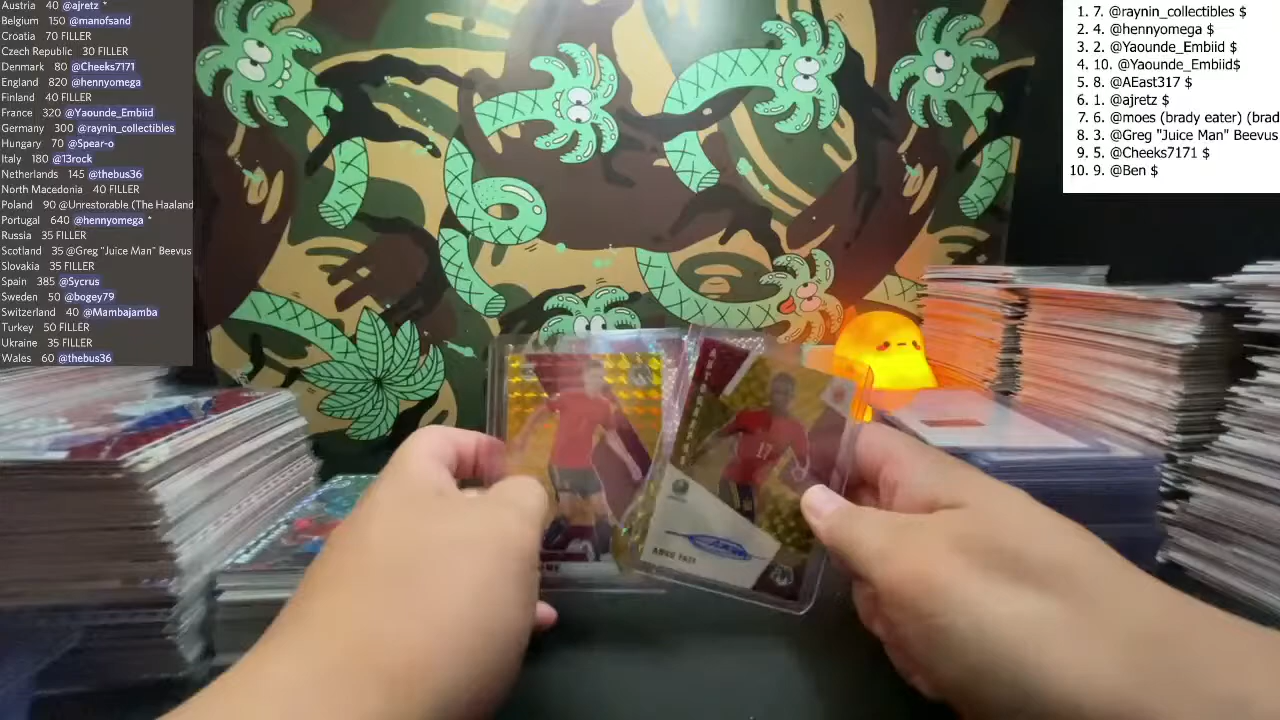 Austria 40 @ajretz *
Belgium 150 @manofsand
Croatia 70 FILLER
Czech Republic 30 FILLER
Denmark 80 @Cheeks7171
England 820 @hennyomega
Finland 40 FILLER
France 320 @Yaounde_Embiid
Germany 300 @raynin_collectibles
Hungary 70 @Spear-o
Italy 180 @13rock
Netherlands 145 @thebus36
North Macedonia 40 FILLER
Poland 90 @Unrestorable (The Haaland
Portugal 640 @hennyomega *
Russia 35 FILLER
Scotland 35 @Greg "Juice Man" Beevus
Slovakia 35 FILLER
Spain 385 @Sycrus
Sweden 50 @bogey79
Switzerland 40 @Mambajamba
Turkey 50 FILLER
Ukraine 35 FILLER
Wales 60 @thebus36
1. 7. @raynin_collectibles $
2. 4. @hennyomega $
3. 2. @Yaounde_Embiid $
4. 10. @Yaounde_Embiid$
5. 8. @AEast317 $
6. 1. @ajretz $
7. 6. @moes (brady eater) (brad
8. 3. @Greg "Juice Man" Beevus
9. 5. @Cheeks7171 $
10. 9. @Ben $
17
ANSU FATI